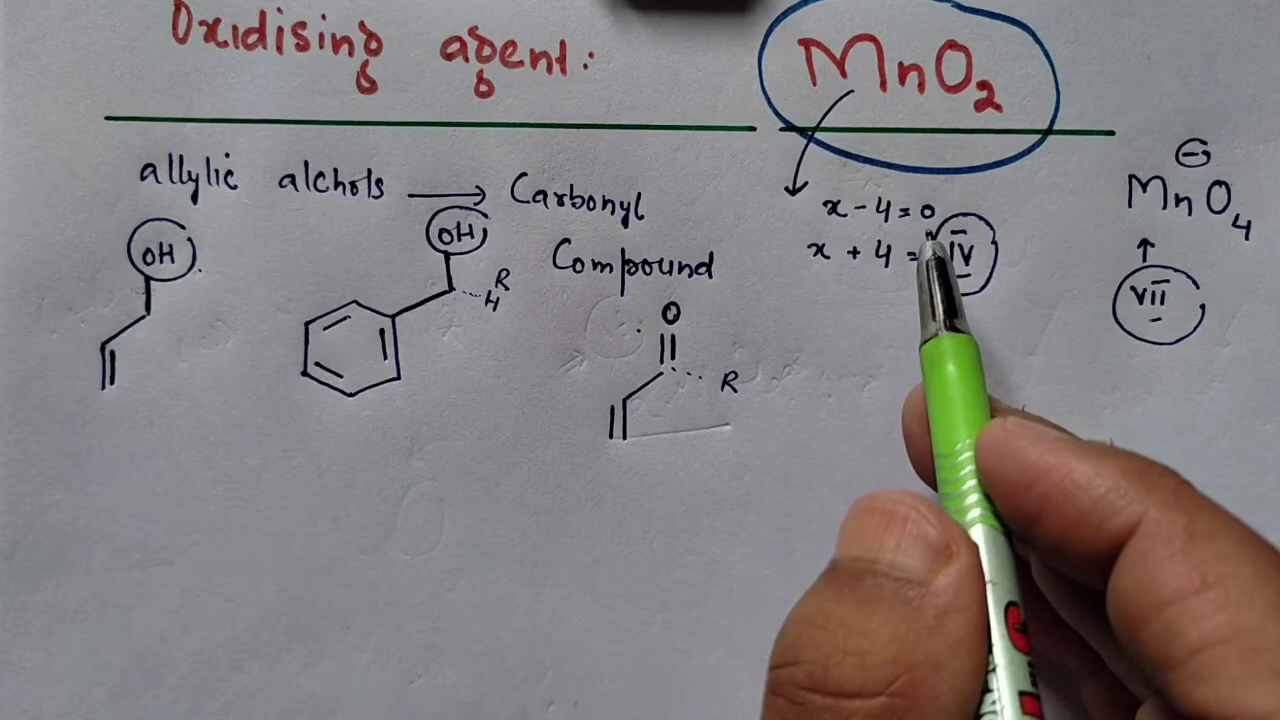 Oxidising agent:
MnO2
allylic alchols ⟶ Carbonyl
Compound
OH
OH
R
H
O
R
x - 4 = 0
x + 4 = IV
⊖
MnO4
↑
VII